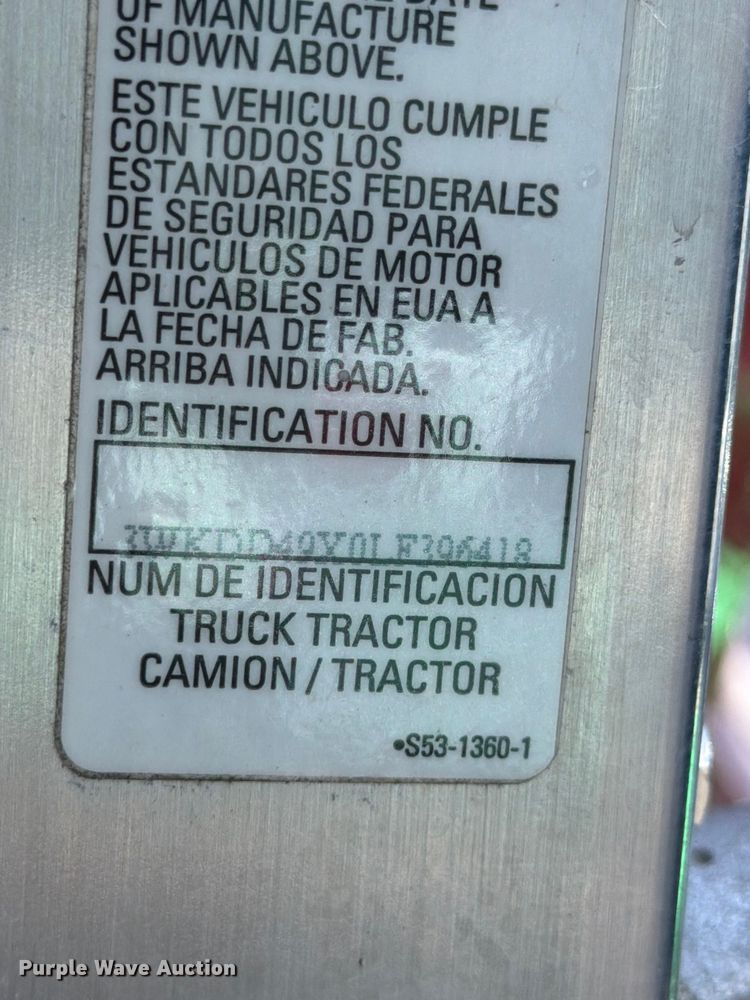 OF MANUFACTURE
SHOWN ABOVE.
ESTE VEHICULO CUMPLE
CON TODOS LOS
ESTANDARES FEDERALES
DE SEGURIDAD PARA
VEHICULOS DE MOTOR
APLICABLES EN EUA A
LA FECHA DE FAB.
ARRIBA INDICADA.
IDENTIFICATION NO.
3WKDD49X0LF396418
NUM DE IDENTIFICACION
TRUCK TRACTOR
CAMION / TRACTOR
•S53-1360-1
Purple Wave Auction